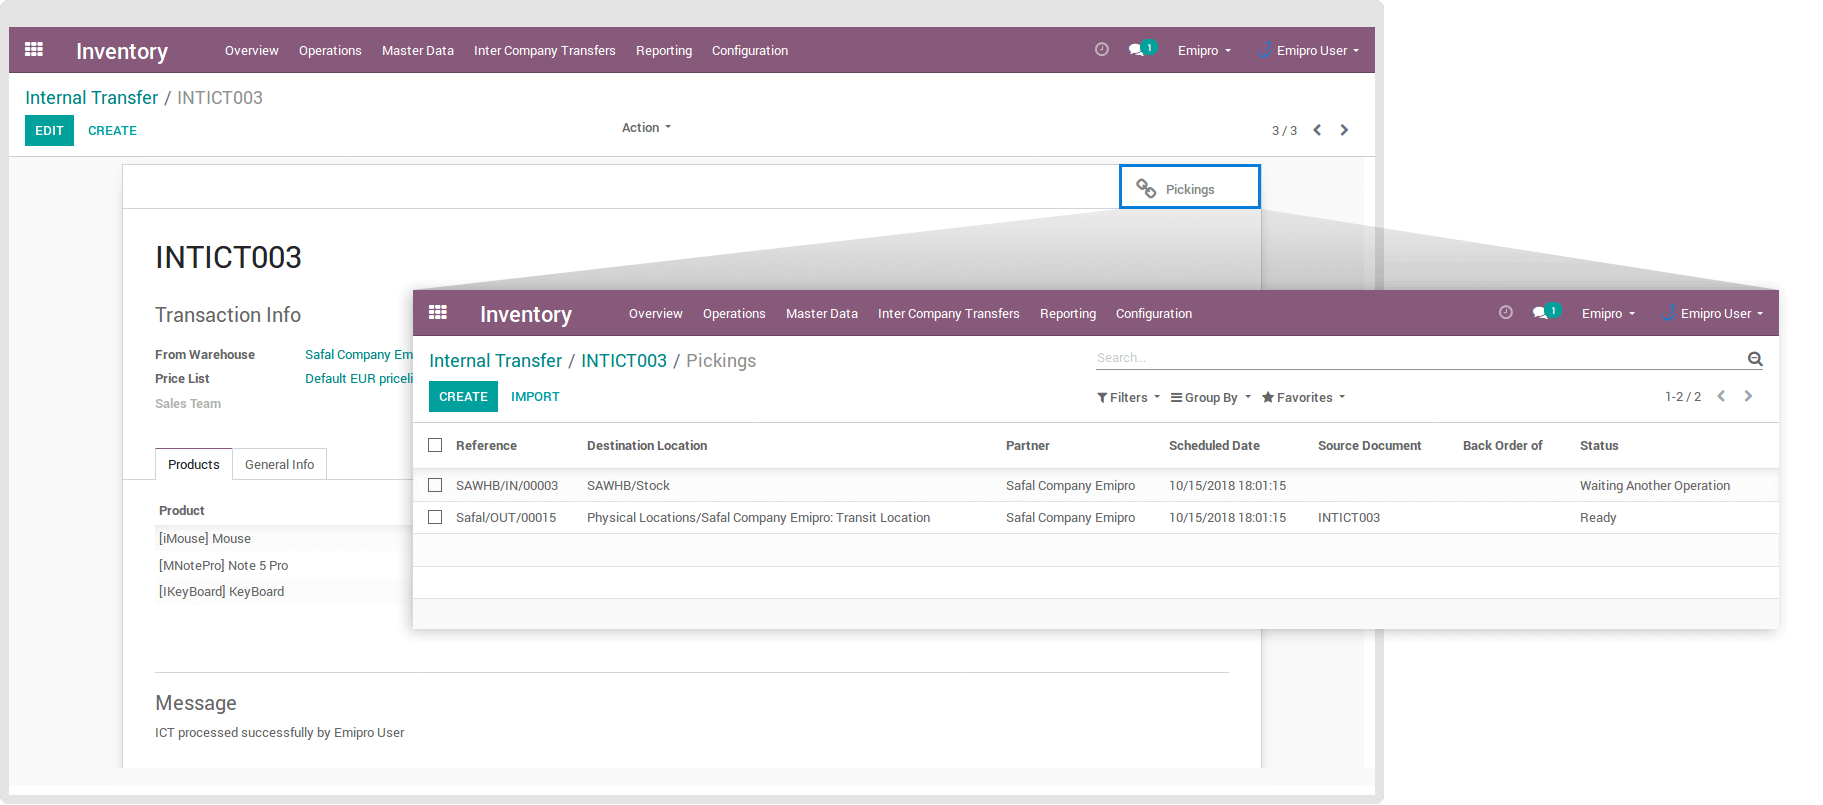 Inventory Overview Operations Master Data Inter Company Transfers Reporting Configuration 1 Emipro Emipro User
Internal Transfer / INTICT003
EDIT CREATE Action 3 / 3
Pickings
INTICT003
Transaction Info
From Warehouse Safal Company Em
Price List Default EUR priceli
Sales Team
Products General Info
Product
[iMouse] Mouse
[MNotePro] Note 5 Pro
[IKeyBoard] KeyBoard
Message
ICT processed successfully by Emipro User
Inventory Overview Operations Master Data Inter Company Transfers Reporting Configuration 1 Emipro Emipro User
Internal Transfer / INTICT003 / Pickings Search...
CREATE IMPORT Filters Group By Favorites 1-2 / 2
Reference Destination Location Partner Scheduled Date Source Document Back Order of Status
SAWHB/IN/00003 SAWHB/Stock Safal Company Emipro 10/15/2018 18:01:15 Waiting Another Operation
Safal/OUT/00015 Physical Locations/Safal Company Emipro: Transit Location Safal Company Emipro 10/15/2018 18:01:15 INTICT003 Ready